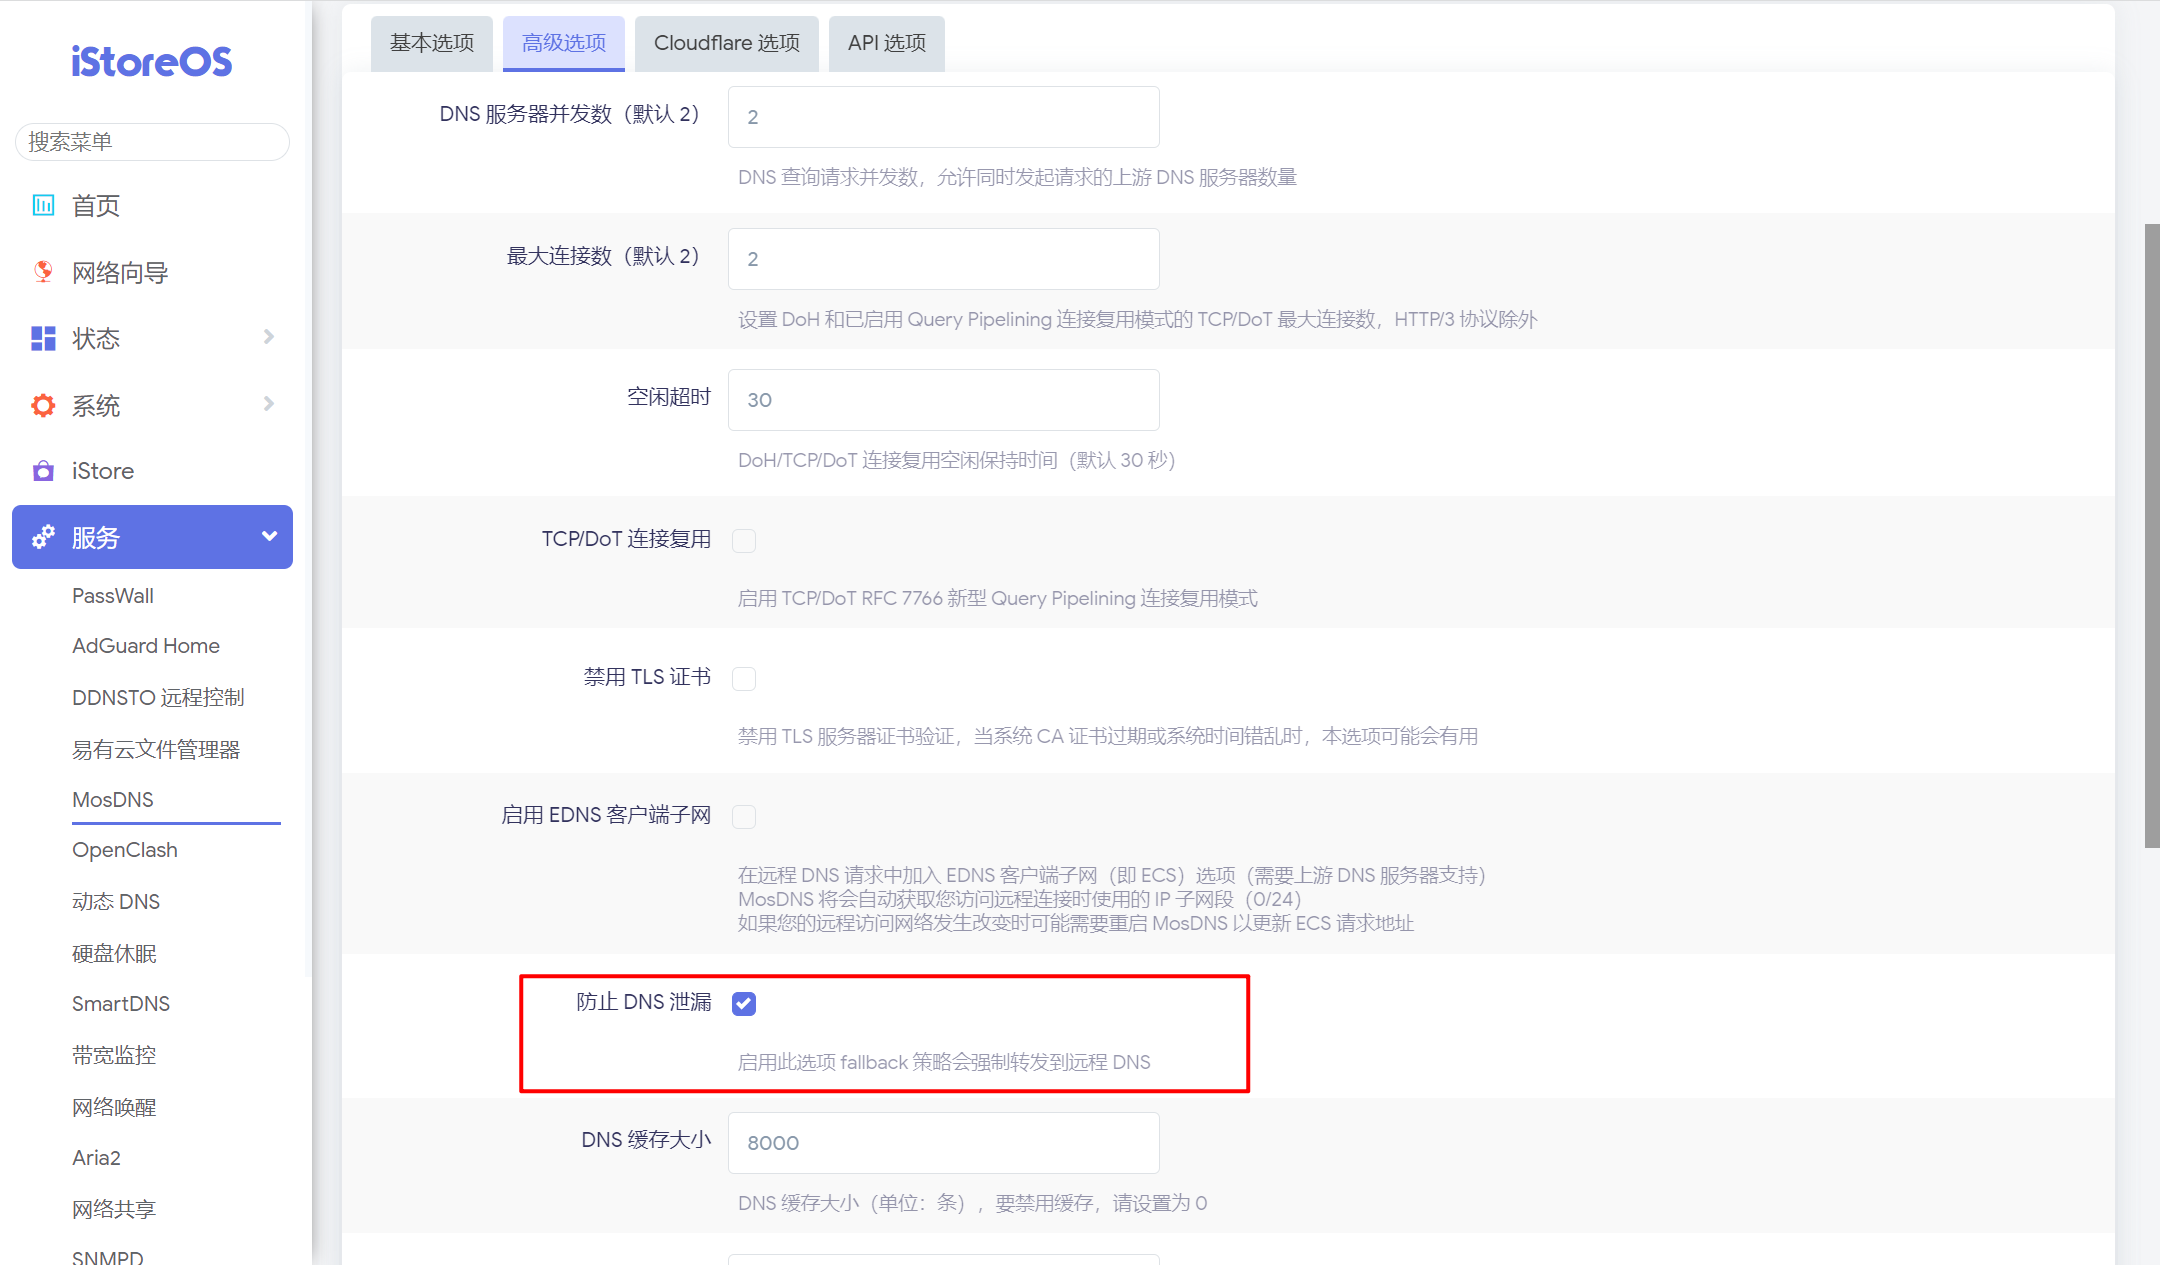 iStoreOS
搜索菜单
首页
网络向导
状态
系统
iStore
服务
PassWall
AdGuard Home
DDNSTO 远程控制
易有云文件管理器
MosDNS
OpenClash
动态 DNS
硬盘休眠
SmartDNS
带宽监控
网络唤醒
Aria2
网络共享
SNMPD
基本选项
高级选项
Cloudflare 选项
API 选项
DNS 服务器并发数（默认 2）
2
DNS 查询请求并发数，允许同时发起请求的上游 DNS 服务器数量
最大连接数（默认 2）
2
设置 DoH 和已启用 Query Pipelining 连接复用模式的 TCP/DoT 最大连接数，HTTP/3 协议除外
空闲超时
30
DoH/TCP/DoT 连接复用空闲保持时间（默认 30 秒）
TCP/DoT 连接复用
启用 TCP/DoT RFC 7766 新型 Query Pipelining 连接复用模式
禁用 TLS 证书
禁用 TLS 服务器证书验证，当系统 CA 证书过期或系统时间错乱时，本选项可能会有用
启用 EDNS 客户端子网
在远程 DNS 请求中加入 EDNS 客户端子网（即 ECS）选项（需要上游 DNS 服务器支持）
MosDNS 将会自动获取您访问远程连接时使用的 IP 子网段（0/24）
如果您的远程访问网络发生改变时可能需要重启 MosDNS 以更新 ECS 请求地址
防止 DNS 泄漏
启用此选项 fallback 策略会强制转发到远程 DNS
DNS 缓存大小
8000
DNS 缓存大小（单位：条），要禁用缓存，请设置为 0